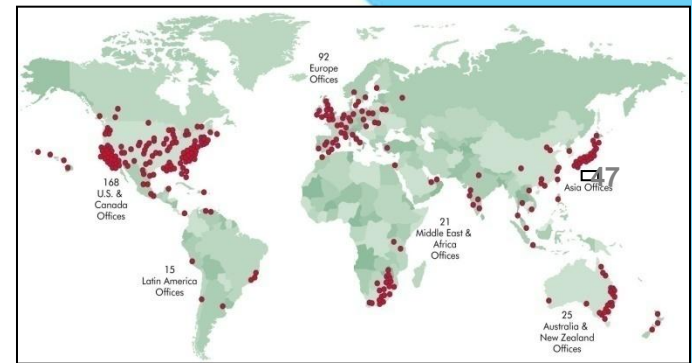 92
Europe
Offices
168
U.S. &
Canada
Offices
47
Asia Offices
21
Middle East &
Africa
Offices
15
Latin America
Offices
25
Australia &
New Zealand
Offices